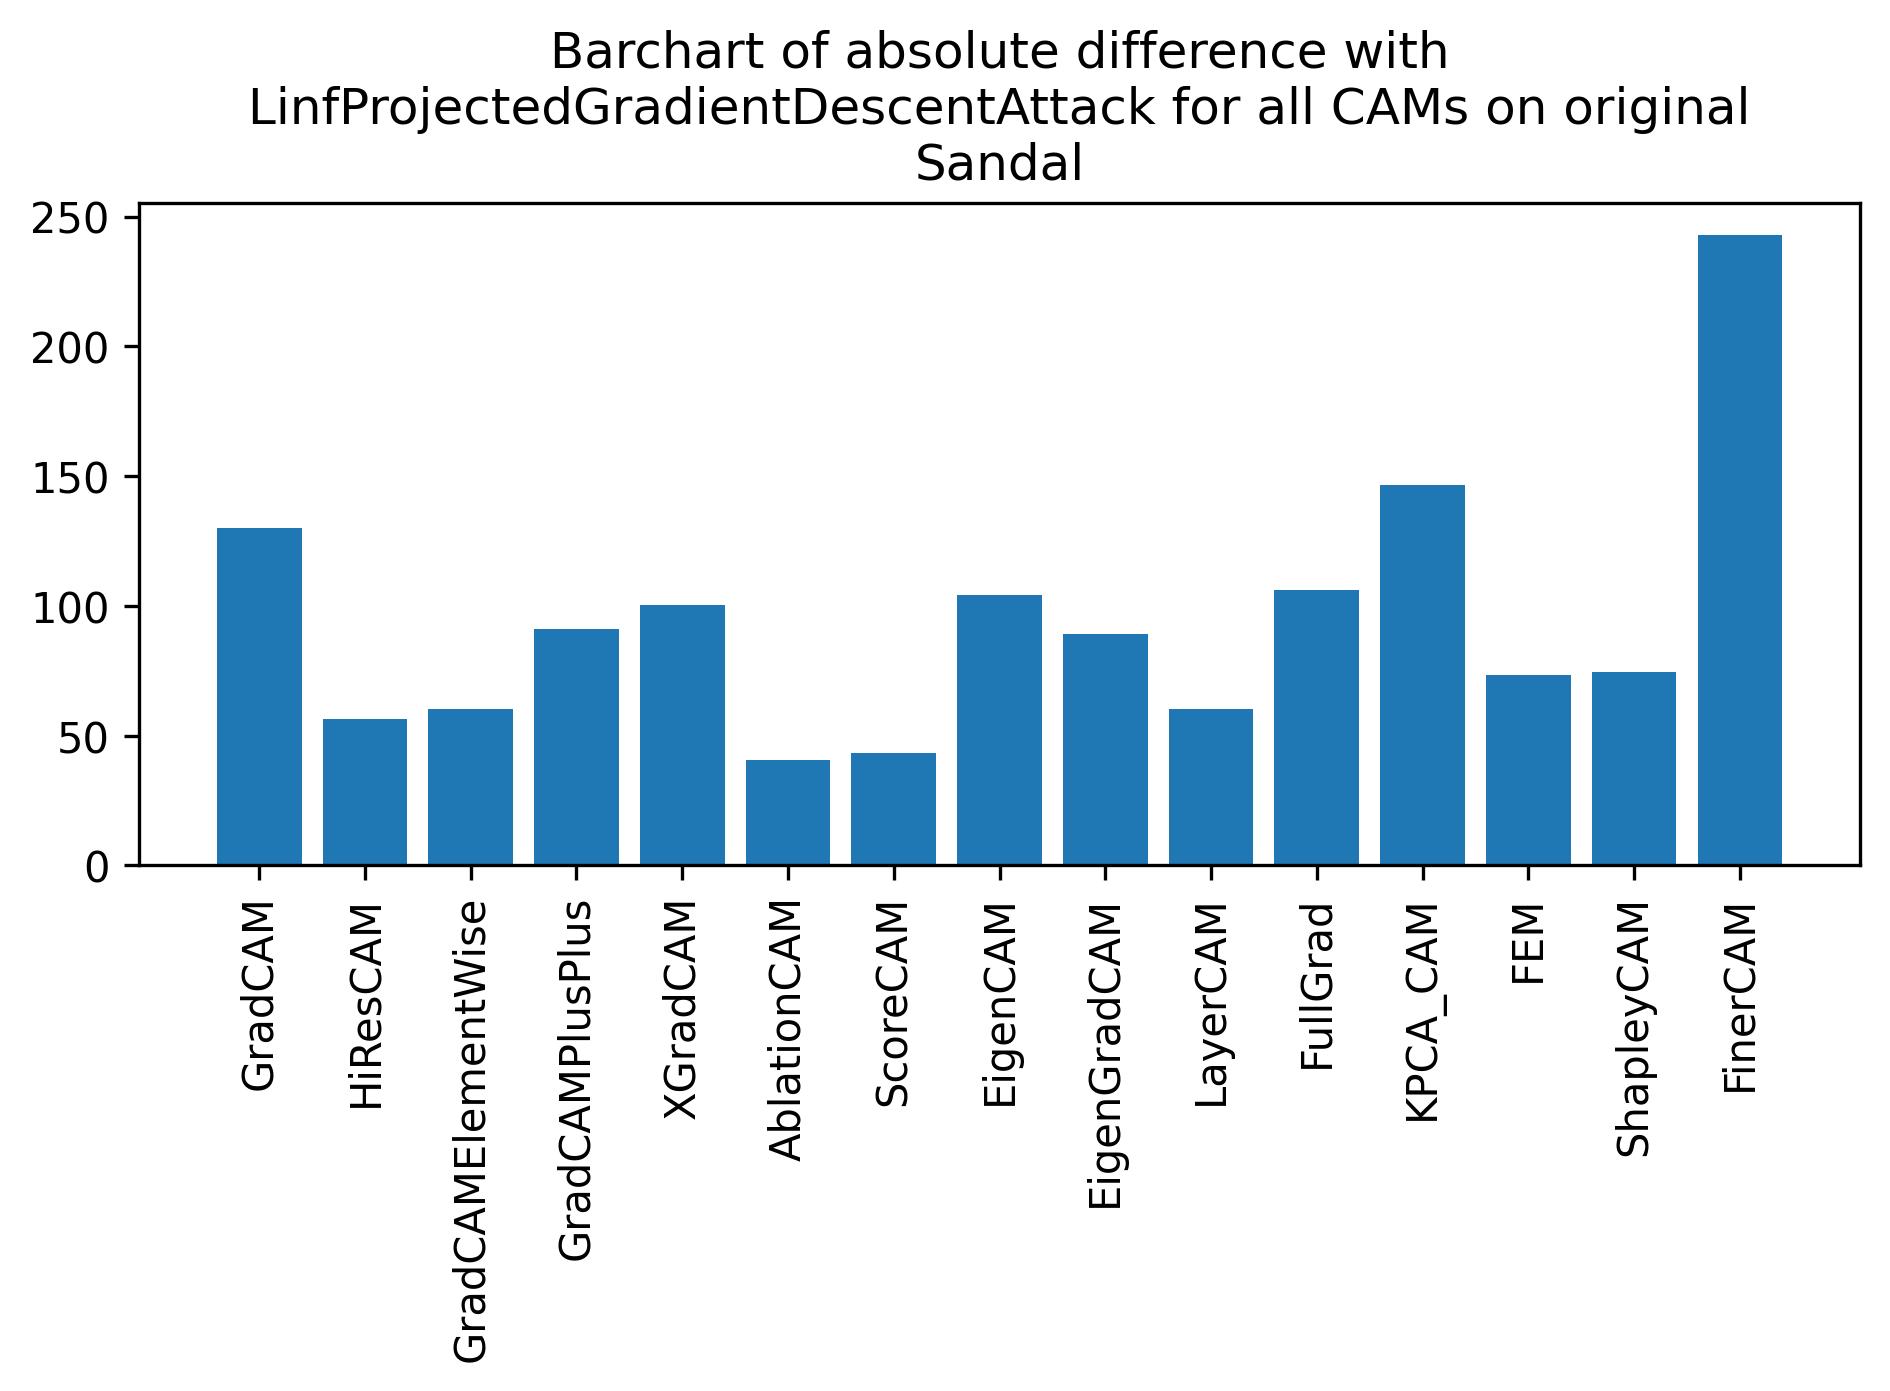 Barchart of absolute difference with
LinfProjectedGradientDescentAttack for all CAMs on original
Sandal
250
200
150
100
50
0
GradCAM
HiResCAM
GradCAMElementWise
GradCAMPlusPlus
XGradCAM
AblationCAM
ScoreCAM
EigenCAM
EigenGradCAM
LayerCAM
FullGrad
KPCA_CAM
FEM
ShapleyCAM
FinerCAM